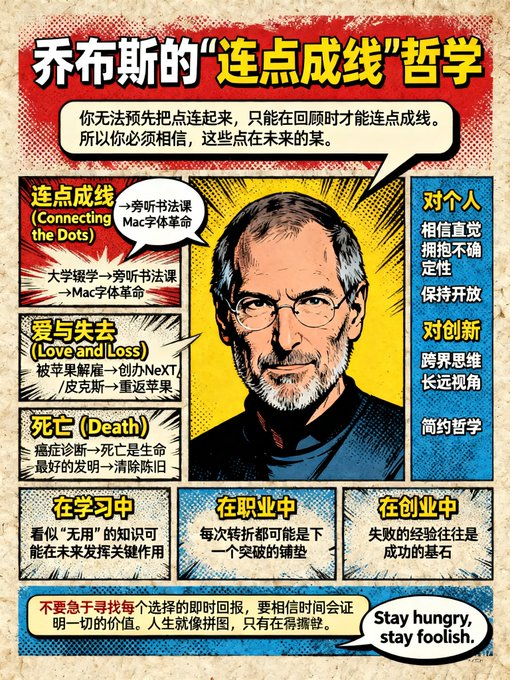 乔布斯的“连点成线”哲学
你无法预先把点连起来，只能在回顾时才能连点成线。
所以你必须相信，这些点在未来的某。
连点成线
(Connecting
the Dots)
→旁听书法课
Mac字体革命
大学辍学→旁听书法课
→Mac字体革命
爱与失去
(Love and Loss)
被苹果解雇→创办NeXT
/皮克斯→重返苹果
死亡 (Death)
癌症诊断→死亡是生命
最好的发明→清除陈旧
对个人
相信直觉
拥抱不确
定性
保持开放
对创新
跨界思维
长远视角
简约哲学
在学习中
看似“无用”的知识可
能在未来发挥关键作用
在职业中
每次转折都可能是下
一个突破的铺垫
在创业中
失败的经验往往是
成功的基石
不要急于寻找每个选择的即时回报，要相信时间会证
明一切的价值。人生就像拼图，只有在得
Stay hungry,
stay foolish.